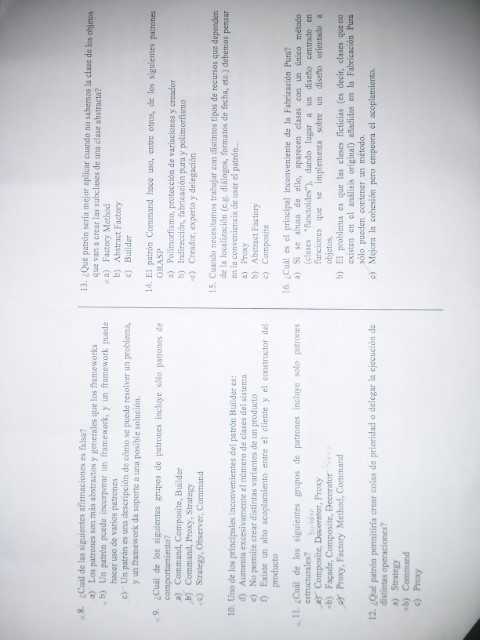 8. ¿Cuál de las siguientes afirmaciones es falsa?
a) Los patrones son más abstractos y generales que los frameworks
b) Un patrón puede incorporar un framework, y un framework puede
hacer uso de varios patrones
c) Un patrón es una descripción de cómo se puede resolver un problema,
y un framework da soporte a una posible solución.
9. ¿Cuál de los siguientes grupos de patrones incluye sólo patrones de
comportamiento?
a) Command, Composite, Builder
b) Command, Proxy, Strategy
c) Strategy, Observer, Command
10. Uno de los principales inconvenientes del patrón Builder es:
d) Aumenta excesivamente el número de clases del sistema
e) No permite crear distintas variantes de un producto
f) Existe un alto acoplamiento entre el cliente y el constructor del
producto
11. ¿Cuál de los siguientes grupos de patrones incluye solo patrones
estructurales? Builder
a) Composite, Decorator, Proxy
b) Façade, Composite, Decorator Proxy
c) Proxy, Factory Method, Command
12. ¿Qué patrón permitiría crear colas de prioridad o delegar la ejecución de
distintas operaciones?
a) Strategy
b) Command
c) Proxy
13. ¿Qué patrón sería mejor aplicar cuando no sabemos la clase de los objetos
que van a crear las subclases de una clase abstracta?
a) Factory Method
b) Abstract Factory
c) Builder
14. El patrón Command hace uso, entre otros, de los siguientes patrones
GRASP
a) Polimorfismo, protección de variaciones y creador
b) Indirección, fabricación pura y polimorfismo
c) Creador, experto y delegación
15. Cuando necesitamos trabajar con distintos tipos de recursos que dependen
de la localización (e.g. diálogos, formatos de fecha, etc.) debemos pensar
en la conveniencia de usar el patrón...
a) Proxy
b) Abstract Factory
c) Composite
16. ¿Cuál es el principal inconveniente de la Fabricación Pura?
a) Si se abusa de ello, aparecen clases con un único método
(clases "functoides"), dando lugar a un diseño centrado en
funciones que se implementa sobre un diseño orientado a
objetos.
b) El problema es que las clases ficticias (es decir, clases que no
existen en el análisis original) añadidas en la Fabricación Pura
sólo pueden contener un método.
c) Mejora la cohesión pero empeora el acoplamiento.